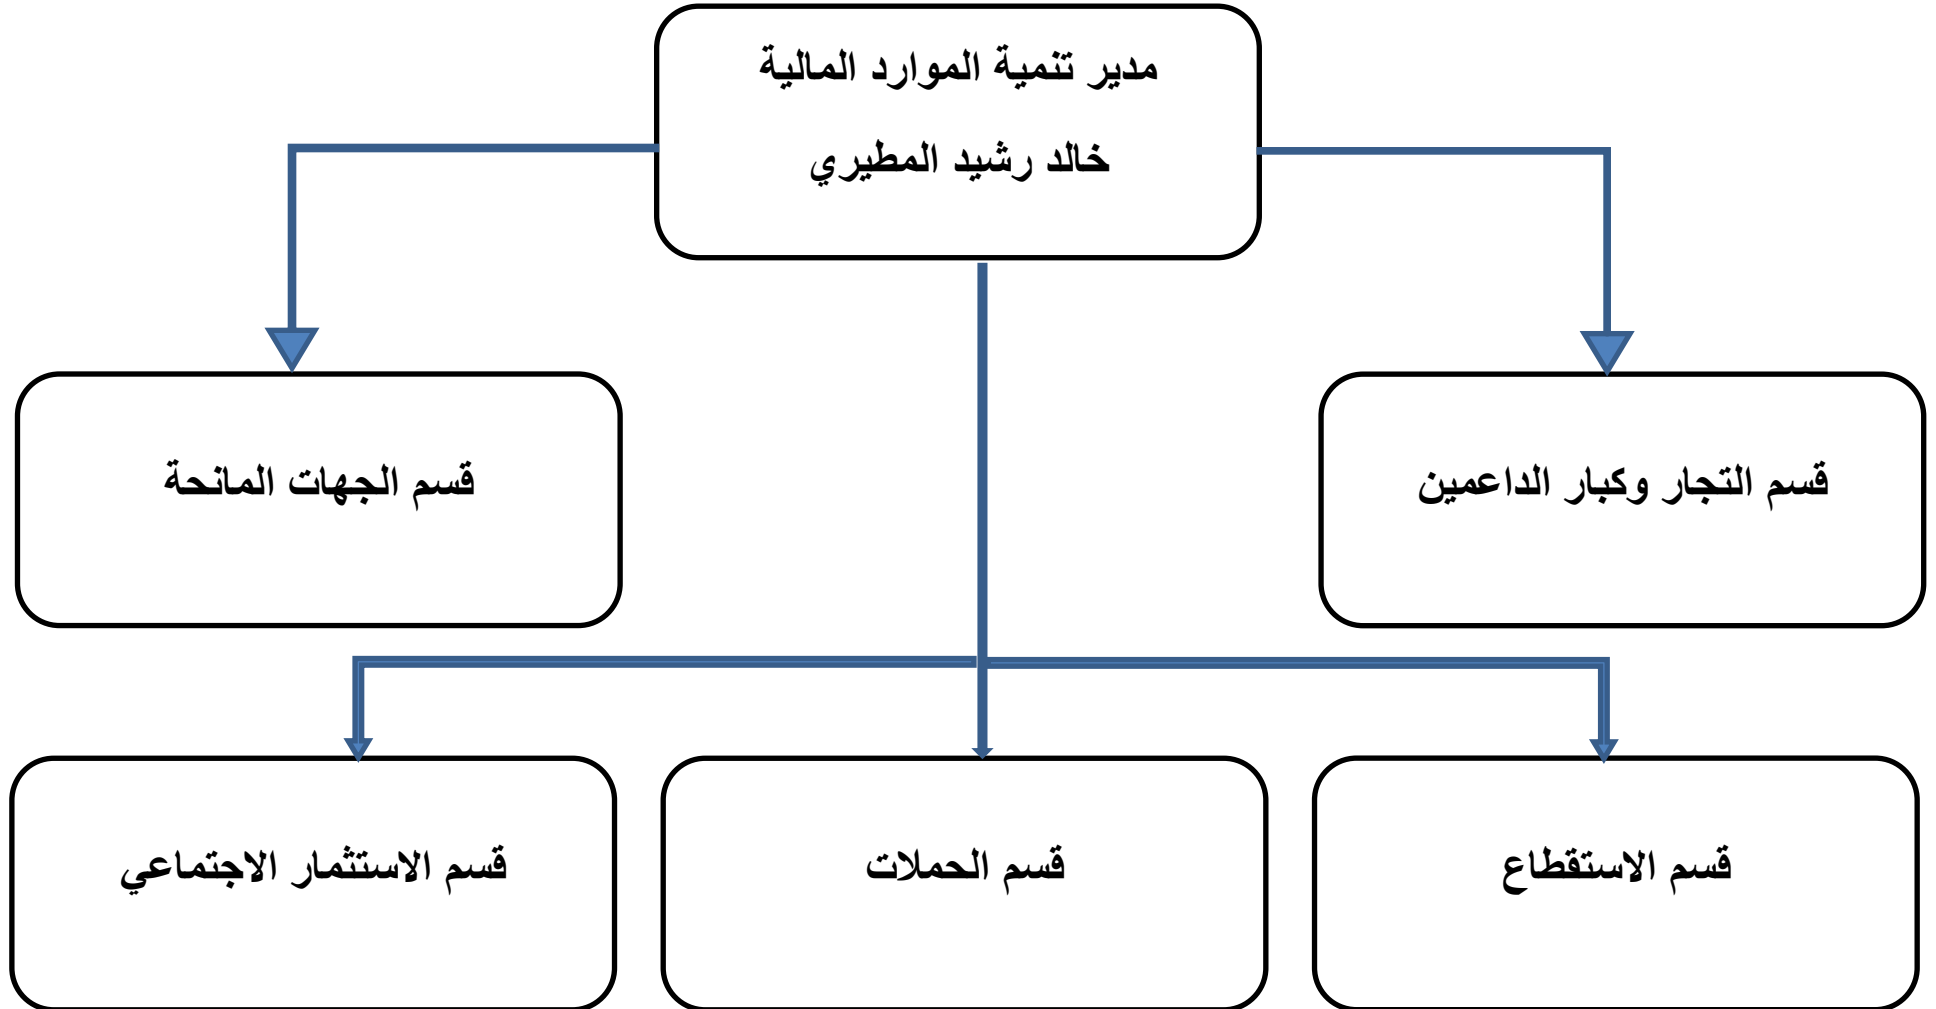 مدير تنمية الموارد المالية
خالد رشيد المطيري
قسم التجار وكبار الداعمين
قسم الجهات المانحة
قسم الاستقطاع
قسم الحملات
قسم الاستثمار الاجتماعي